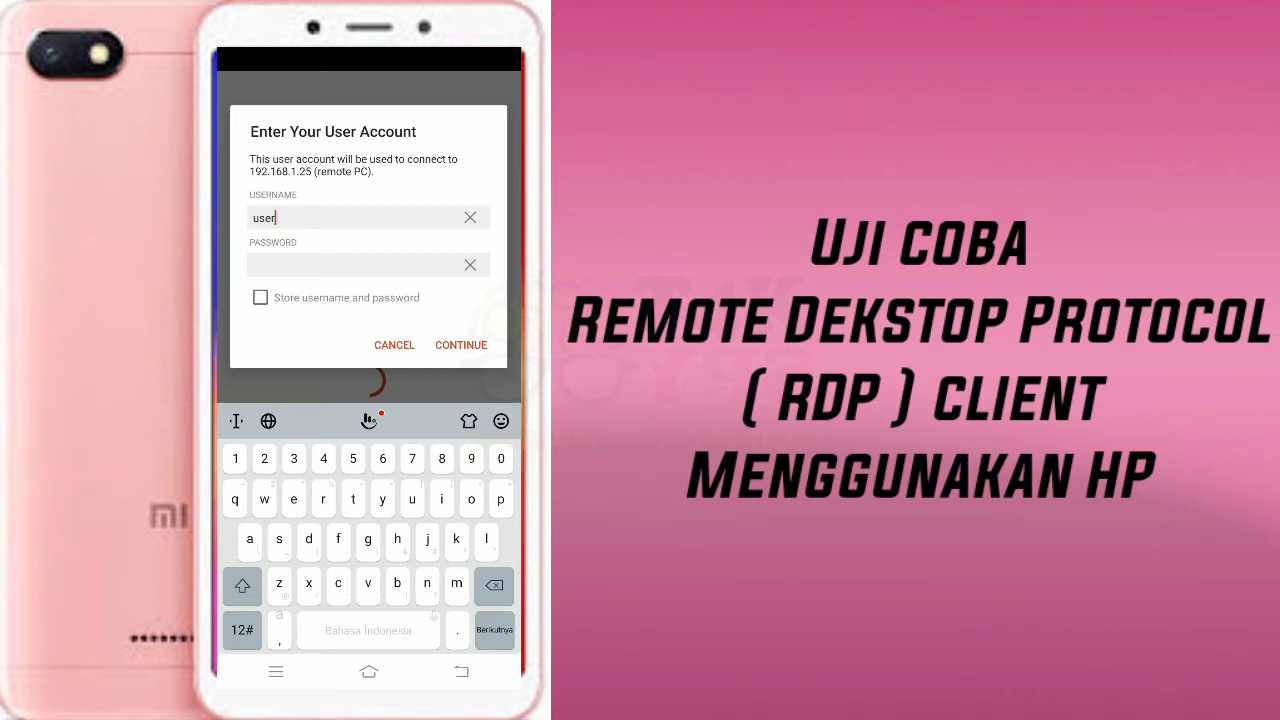 Enter Your User Account
This user account will be used to connect to
192.168.1.25 (remote PC).
USERNAME
user
PASSWORD
Store username and password
CANCEL CONTINUE
1 2 3 4 5 6 7 8 9 0
q w e r t y u i o p
a s d f g h j k l
z x c v b n m
12# , Bahasa Indonesia . Berikutnya
MI
UJI COBA
REMOTE DEKSTOP PROTOCOL
( RDP ) CLIENT
MENGGUNAKAN HP